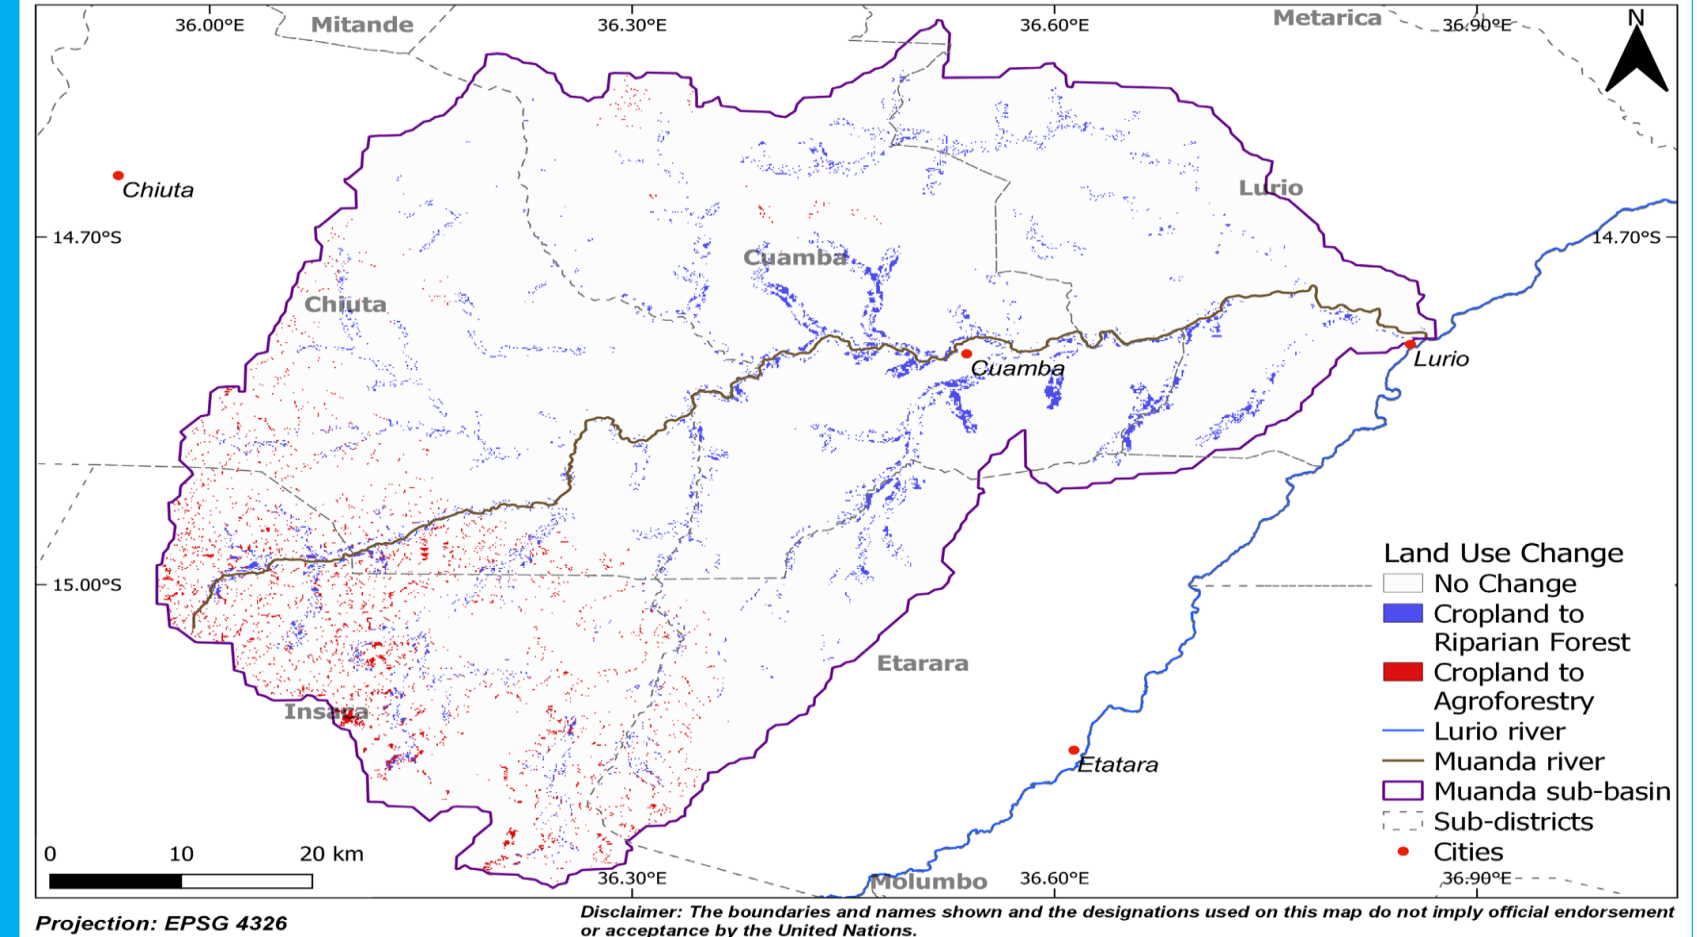 36.00°E
36.30°E
36.60°E
36.90°E
N
Mitande
Metarica
Chiuta
Lurio
14.70°S
14.70°S
Cuamba
Chiuta
Cuamba
Lurio
15.00°S
Etarara
Insaca
Etatara
Molumbo
Land Use Change
No Change
Cropland to
Riparian Forest
Cropland to
Agroforestry
Lurio river
Muanda river
Muanda sub-basin
Sub-districts
Cities
0 10 20 km
36.30°E
36.60°E
36.90°E
Projection: EPSG 4326
Disclaimer: The boundaries and names shown and the designations used on this map do not imply official endorsement
or acceptance by the United Nations.